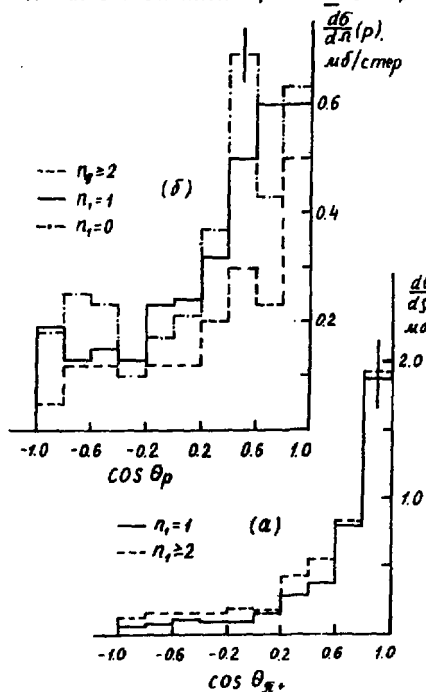 dσ/dΩ (p),
мб/стер
0.6
0.4
0.2
--- n₁≥2
— n₁=1
-·-·- n₁=0
(б)
-1.0 -0.6 -0.2 0.2 0.6 1.0
cos θp
2.0
1.0
— n₁=1
--- n₁≥2
(а)
-1.0 -0.6 -0.2 0.2 0.6 1.0
cos θπ+